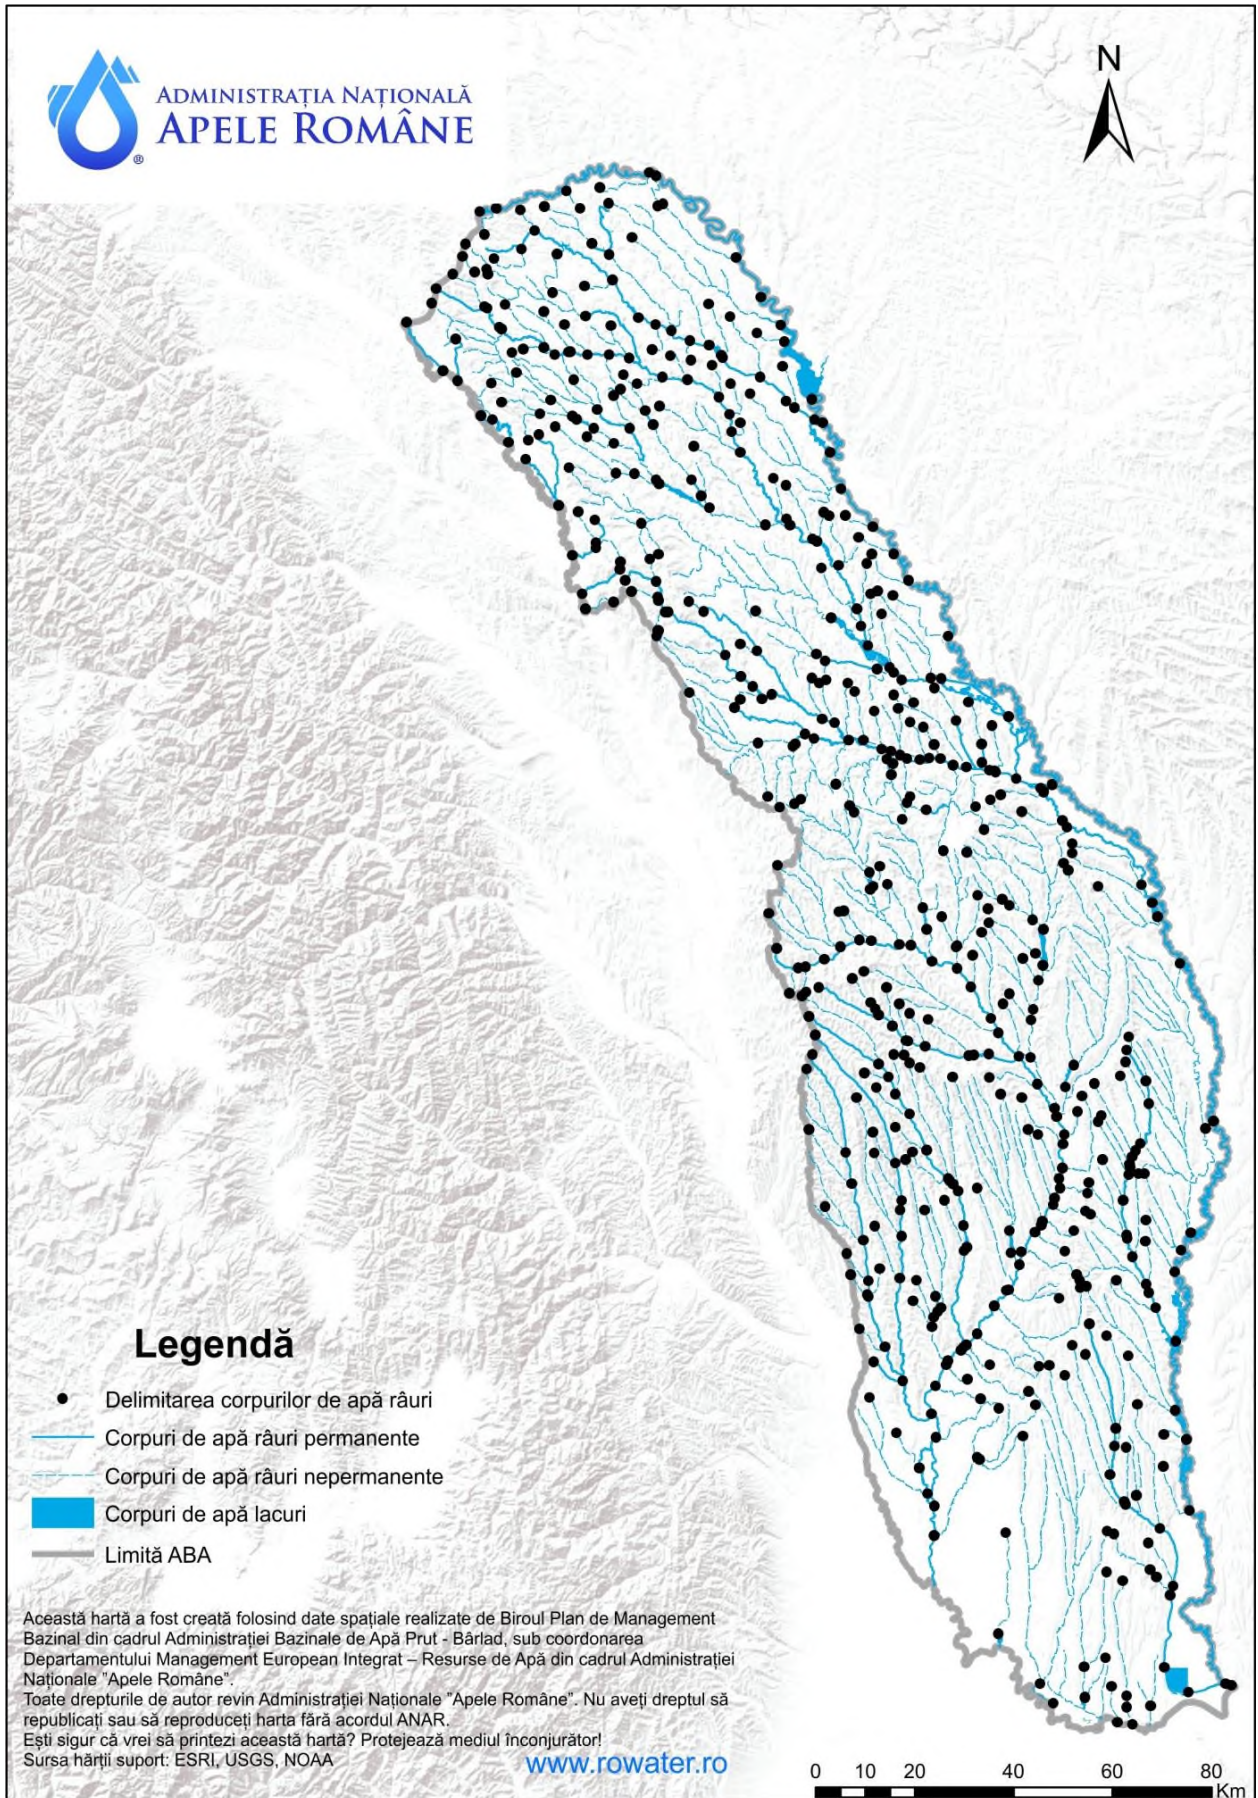 ADMINISTRAȚIA NAȚIONALĂ
APELE ROMÂNE
®
N
Legendă
Delimitarea corpurilor de apă râuri
Corpuri de apă râuri permanente
Corpuri de apă râuri nepermanente
Corpuri de apă lacuri
Limită ABA
Această hartă a fost creată folosind date spațiale realizate de Biroul Plan de Management
Bazinal din cadrul Administrației Bazinale de Apă Prut - Bârlad, sub coordonarea
Departamentului Management European Integrat – Resurse de Apă din cadrul Administrației
Naționale "Apele Române".
Toate drepturile de autor revin Administrației Naționale "Apele Române". Nu aveți dreptul să
republicați sau să reproduceți harta fără acordul ANAR.
Ești sigur că vrei să printezi această hartă? Protejează mediul înconjurător!
Sursa hărții suport: ESRI, USGS, NOAA
www.rowater.ro
0 10 20 40 60 80
Km